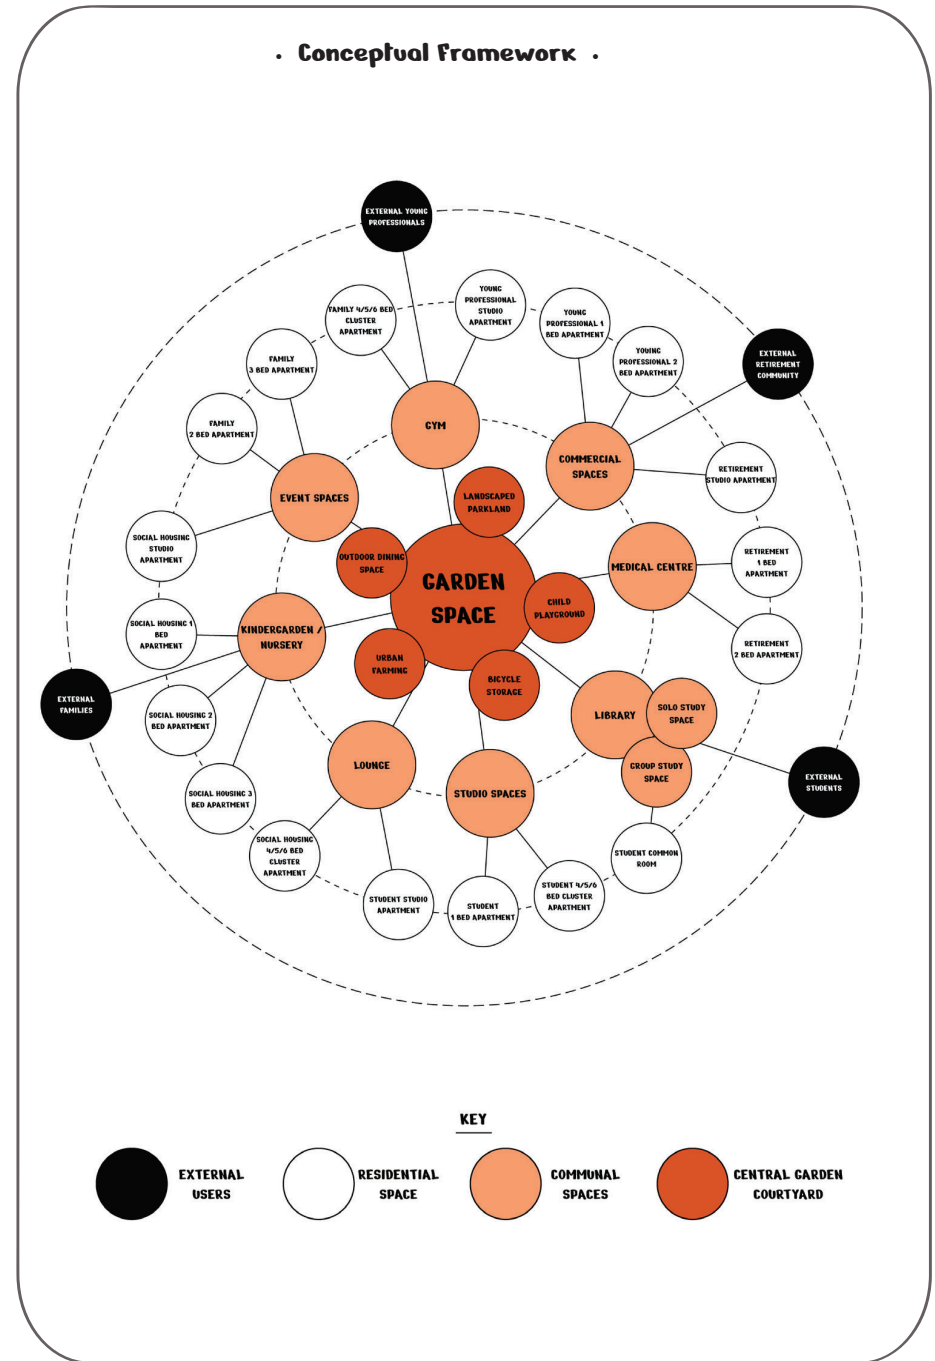 · Conceptual Framework ·
EXTERNAL YOUNG
PROFESSIONALS
YOUNG
PROFESSIONAL
STUDIO
APARTMENT
FAMILY 4/5/6 BED
CLUSTER
APARTMENT
YOUNG
PROFESSIONAL 1
BED APARTMENT
YOUNG
PROFESSIONAL 2
BED APARTMENT
EXTERNAL
RETIREMENT
COMMUNITY
FAMILY
3 BED APARTMENT
FAMILY
2 BED APARTMENT
GYM
COMMERCIAL
SPACES
RETIREMENT
STUDIO APARTMENT
EVENT SPACES
LANDSCAPED
PARKLAND
SOCIAL HOUSING
STUDIO
APARTMENT
OUTDOOR DINING
SPACE
GARDEN
SPACE
MEDICAL CENTRE
RETIREMENT
1 BED
APARTMENT
CHILD
PLAYGROUND
SOCIAL HOUSING 1
BED
APARTMENT
KINDERGARDEN /
NURSERY
RETIREMENT
2 BED APARTMENT
URBAN
FARMING
BICYCLE
STORAGE
EXTERNAL
FAMILIES
SOCIAL HOUSING 2
BED APARTMENT
LIBRARY
SOLO STUDY
SPACE
LOUNGE
GROUP STUDY
SPACE
EXTERNAL
STUDENTS
SOCIAL HOUSING 3
BED APARTMENT
STUDIO SPACES
SOCIAL HOUSING
4/5/6 BED
CLUSTER
APARTMENT
STUDENT COMMON
ROOM
STUDENT STUDIO
APARTMENT
STUDENT
1 BED APARTMENT
STUDENT 4/5/6
BED CLUSTER
APARTMENT
KEY
EXTERNAL
USERS
RESIDENTIAL
SPACE
COMMUNAL
SPACES
CENTRAL GARDEN
COURTYARD